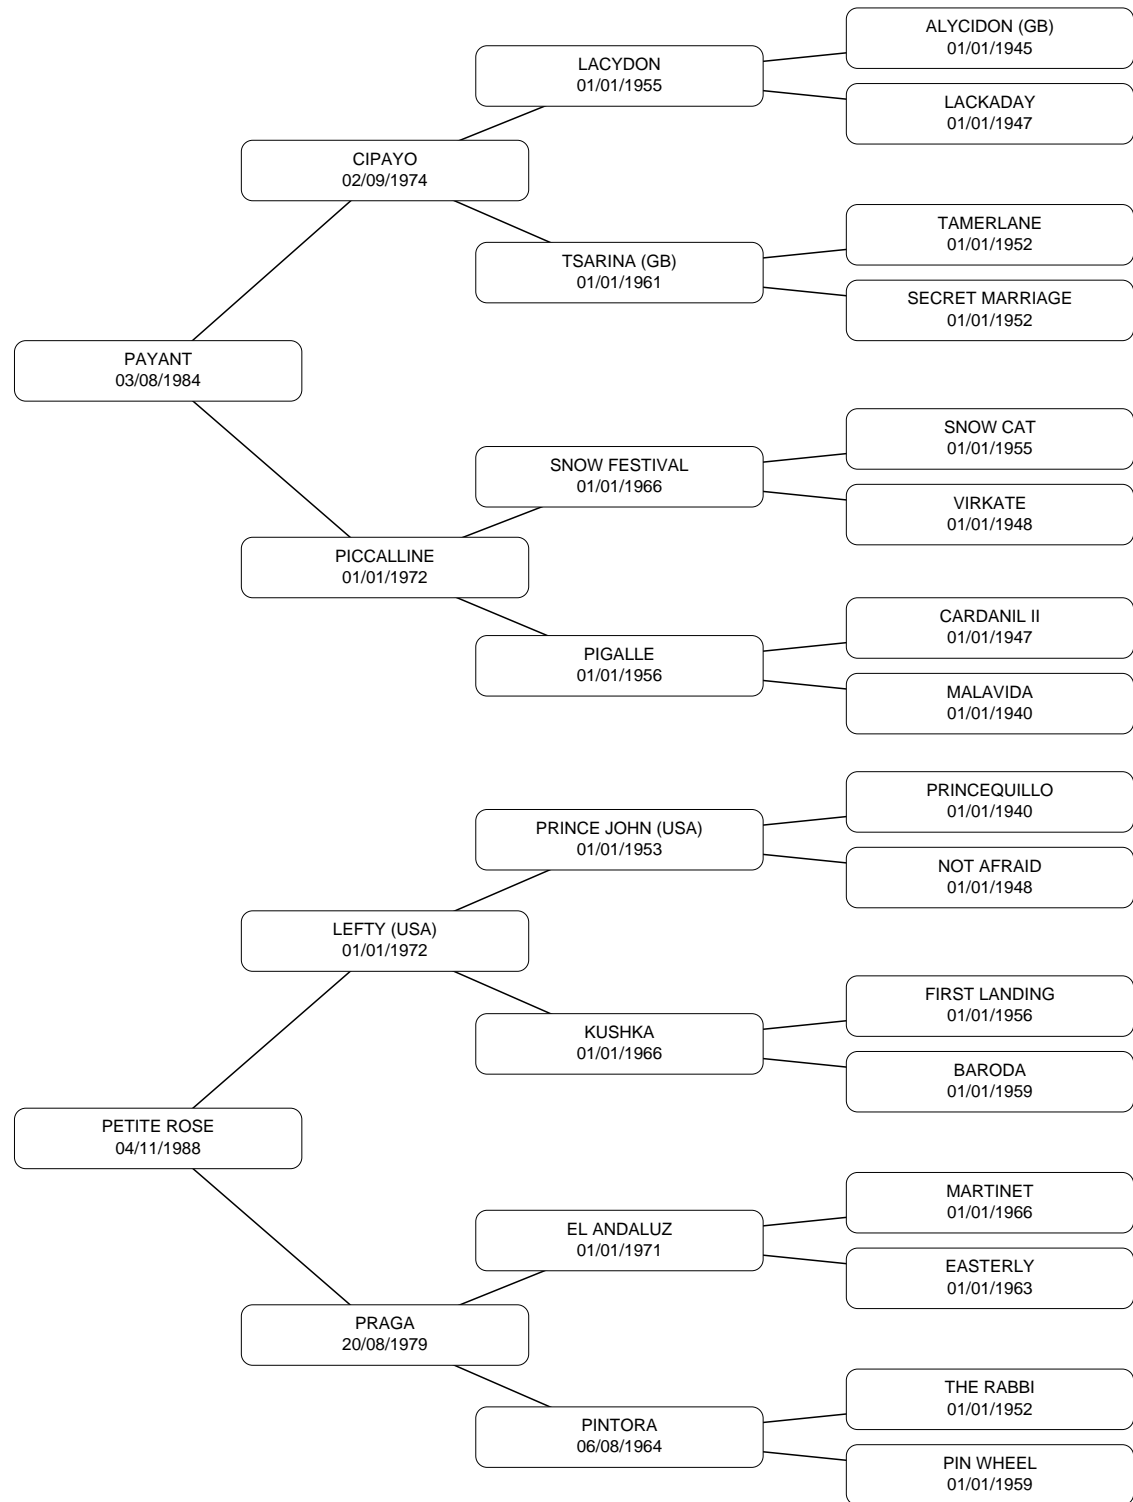 ALYCIDON (GB)
01/01/1945
LACYDON
01/01/1955
LACKADAY
01/01/1947
CIPAYO
02/09/1974
TAMERLANE
01/01/1952
TSARINA (GB)
01/01/1961
SECRET MARRIAGE
01/01/1952
PAYANT
03/08/1984
SNOW CAT
01/01/1955
SNOW FESTIVAL
01/01/1966
VIRKATE
01/01/1948
PICCALLINE
01/01/1972
CARDANIL II
01/01/1947
PIGALLE
01/01/1956
MALAVIDA
01/01/1940
PRINCEQUILLO
01/01/1940
PRINCE JOHN (USA)
01/01/1953
NOT AFRAID
01/01/1948
LEFTY (USA)
01/01/1972
FIRST LANDING
01/01/1956
KUSHKA
01/01/1966
BARODA
01/01/1959
PETITE ROSE
04/11/1988
MARTINET
01/01/1966
EL ANDALUZ
01/01/1971
EASTERLY
01/01/1963
PRAGA
20/08/1979
THE RABBI
01/01/1952
PINTORA
06/08/1964
PIN WHEEL
01/01/1959